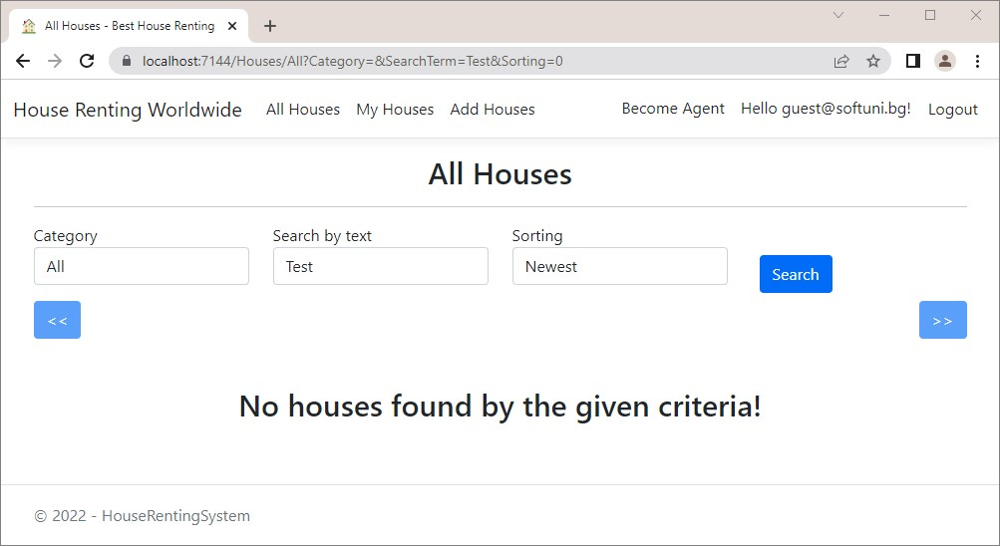 All Houses - Best House Renting
localhost:7144/Houses/All?Category=&SearchTerm=Test&Sorting=0
House Renting Worldwide All Houses My Houses Add Houses Become Agent Hello guest@softuni.bg! Logout
All Houses
Category Search by text Sorting
All Test Newest Search
<< >>
No houses found by the given criteria!
© 2022 - HouseRentingSystem